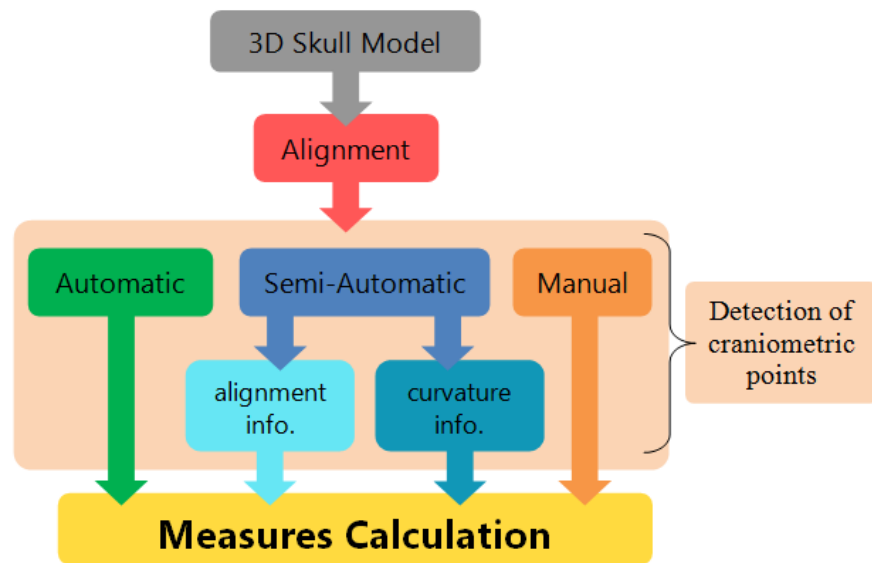 3D Skull Model
Alignment
Automatic
Semi-Automatic
Manual
alignment
info.
curvature
info.
Detection of
craniometric
points
Measures Calculation